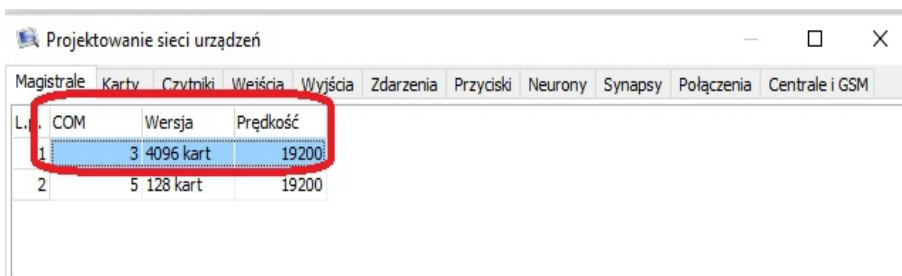 Projektowanie sieci urządzeń
Magistrale Karty Czytniki Wejścia Wyjścia Zdarzenia Przyciski Neurony Synapsy Połączenia Centrale i GSM
L.p. COM Wersja Prędkość
1 3 4096 kart 19200
2 5 128 kart 19200